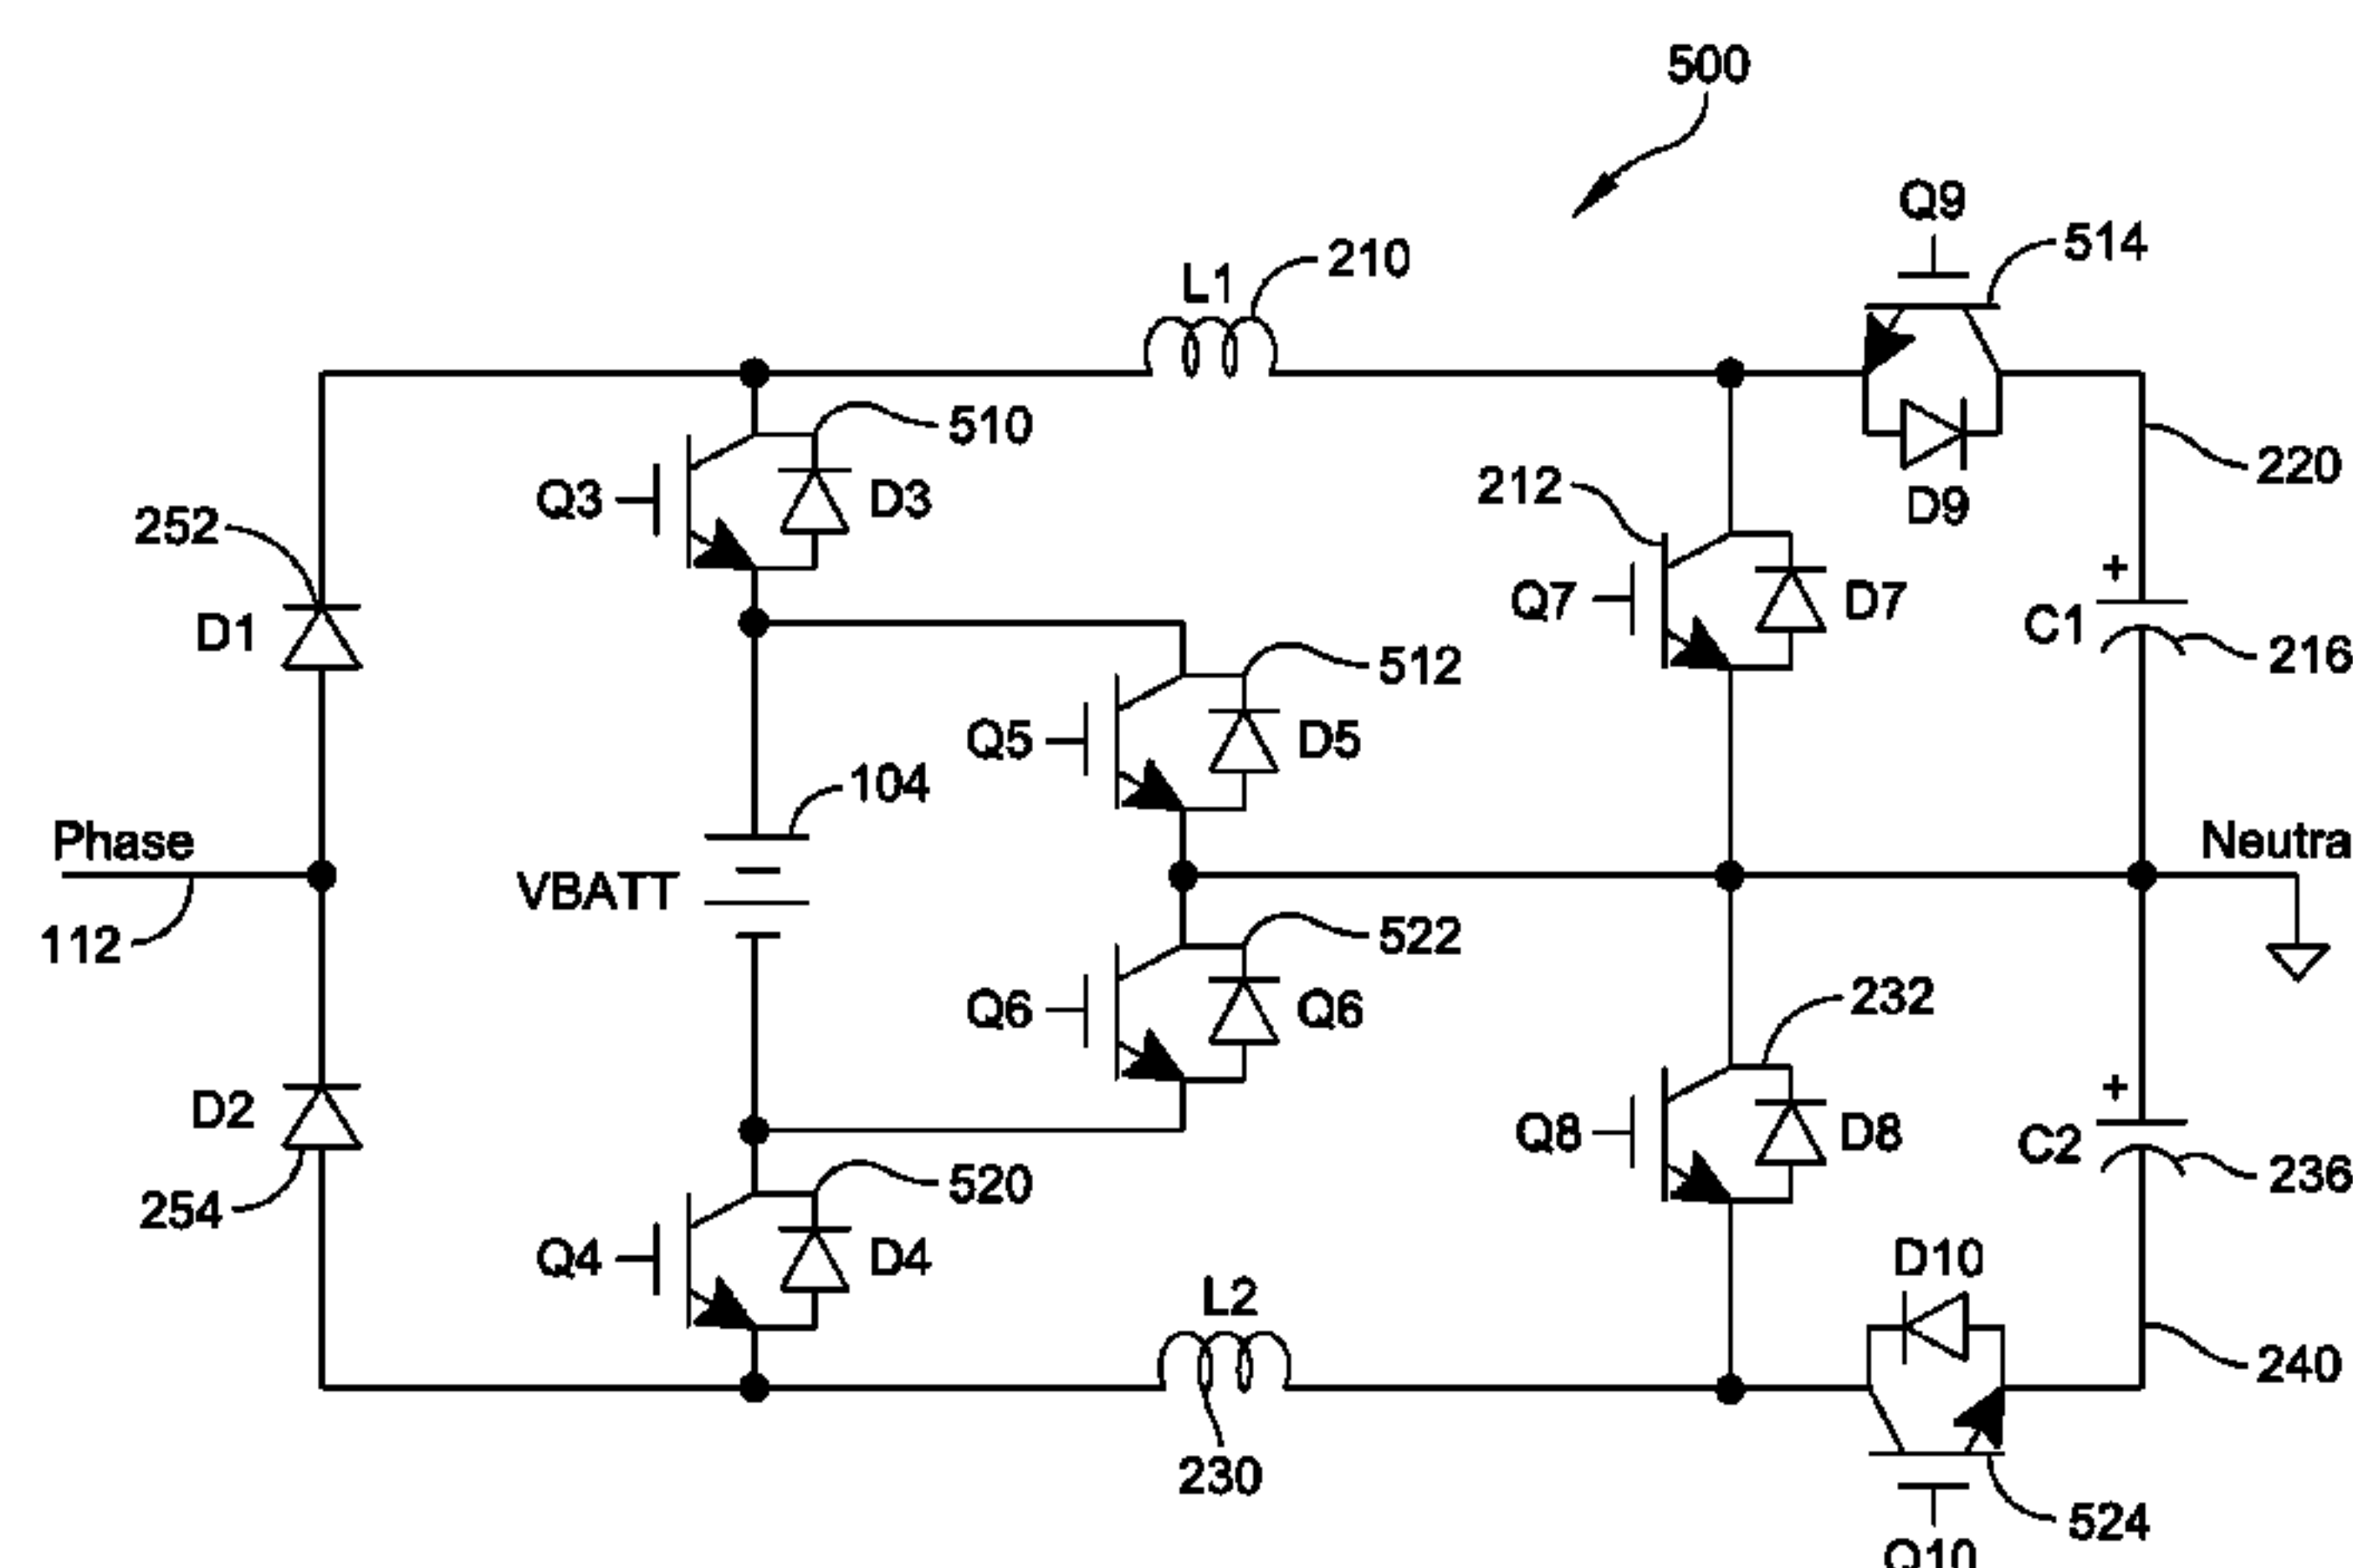 500
Q9
514
210
L1
510
Q3
D3
220
D9
212
252
D1
Q7
D7
+
C1
216
512
Q5
D5
104
Phase
VBATT
Neutra
112
522
Q6
Q6
232
D2
254
520
Q4
D4
Q8
D8
+
C2
236
D10
L2
240
230
524
Q10